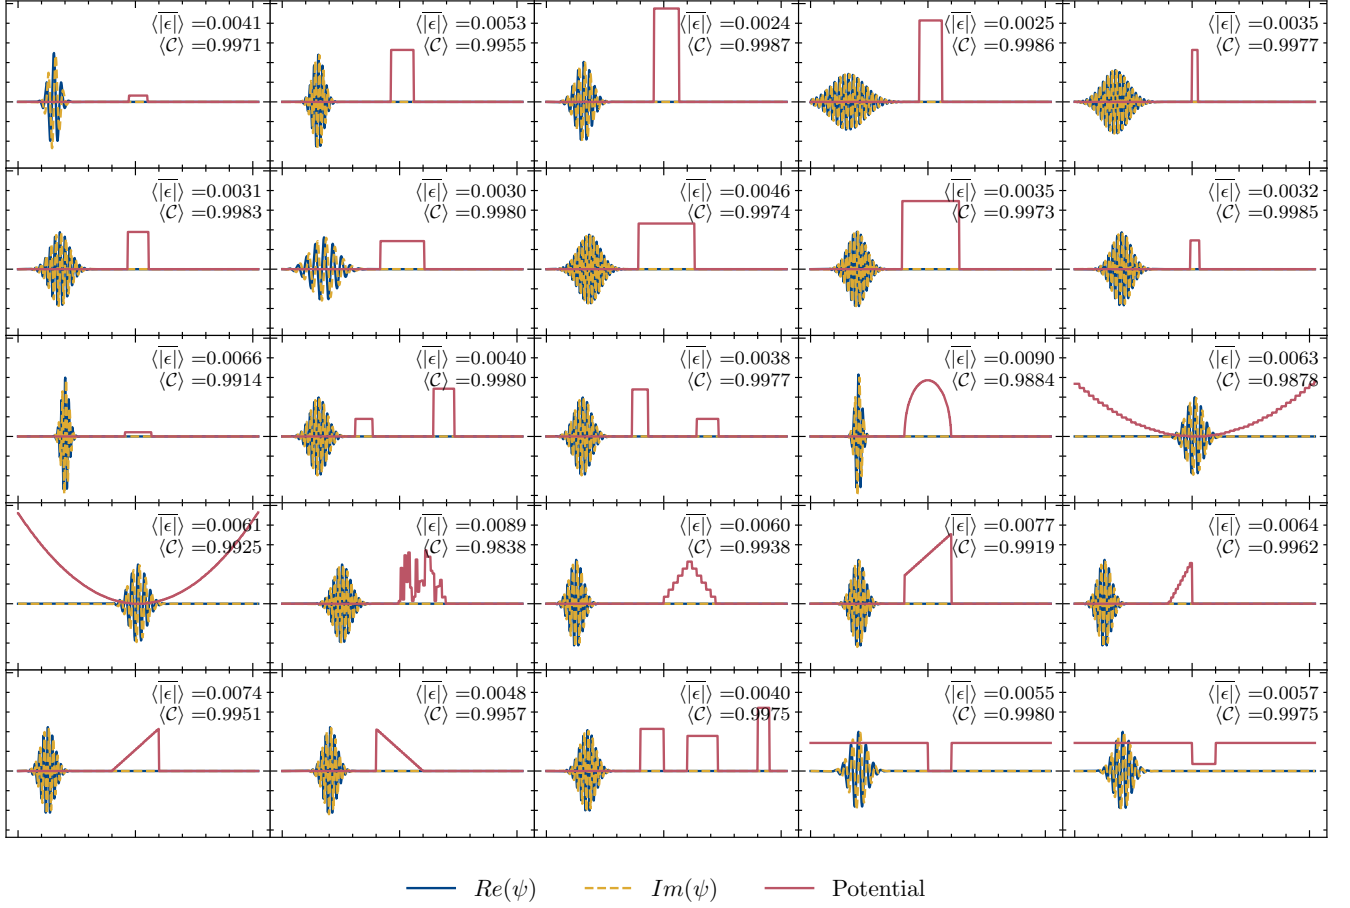 ⟨|ϵ|⟩ =0.0041
⟨C⟩ =0.9971
⟨|ϵ|⟩ =0.0053
⟨C⟩ =0.9955
⟨|ϵ|⟩ =0.0024
⟨C⟩ =0.9987
⟨|ϵ|⟩ =0.0025
⟨C⟩ =0.9986
⟨|ϵ|⟩ =0.0035
⟨C⟩ =0.9977
⟨|ϵ|⟩ =0.0031
⟨C⟩ =0.9983
⟨|ϵ|⟩ =0.0030
⟨C⟩ =0.9980
⟨|ϵ|⟩ =0.0046
⟨C⟩ =0.9974
⟨|ϵ|⟩ =0.0035
⟨C⟩ =0.9973
⟨|ϵ|⟩ =0.0032
⟨C⟩ =0.9985
⟨|ϵ|⟩ =0.0066
⟨C⟩ =0.9914
⟨|ϵ|⟩ =0.0040
⟨C⟩ =0.9980
⟨|ϵ|⟩ =0.0038
⟨C⟩ =0.9977
⟨|ϵ|⟩ =0.0090
⟨C⟩ =0.9884
⟨|ϵ|⟩ =0.0063
⟨C⟩ =0.9878
⟨|ϵ|⟩ =0.0061
⟨C⟩ =0.9925
⟨|ϵ|⟩ =0.0089
⟨C⟩ =0.9838
⟨|ϵ|⟩ =0.0060
⟨C⟩ =0.9938
⟨|ϵ|⟩ =0.0077
⟨C⟩ =0.9919
⟨|ϵ|⟩ =0.0064
⟨C⟩ =0.9962
⟨|ϵ|⟩ =0.0074
⟨C⟩ =0.9951
⟨|ϵ|⟩ =0.0048
⟨C⟩ =0.9957
⟨|ϵ|⟩ =0.0040
⟨C⟩ =0.9975
⟨|ϵ|⟩ =0.0055
⟨C⟩ =0.9980
⟨|ϵ|⟩ =0.0057
⟨C⟩ =0.9975
Re(ψ) Im(ψ) Potential